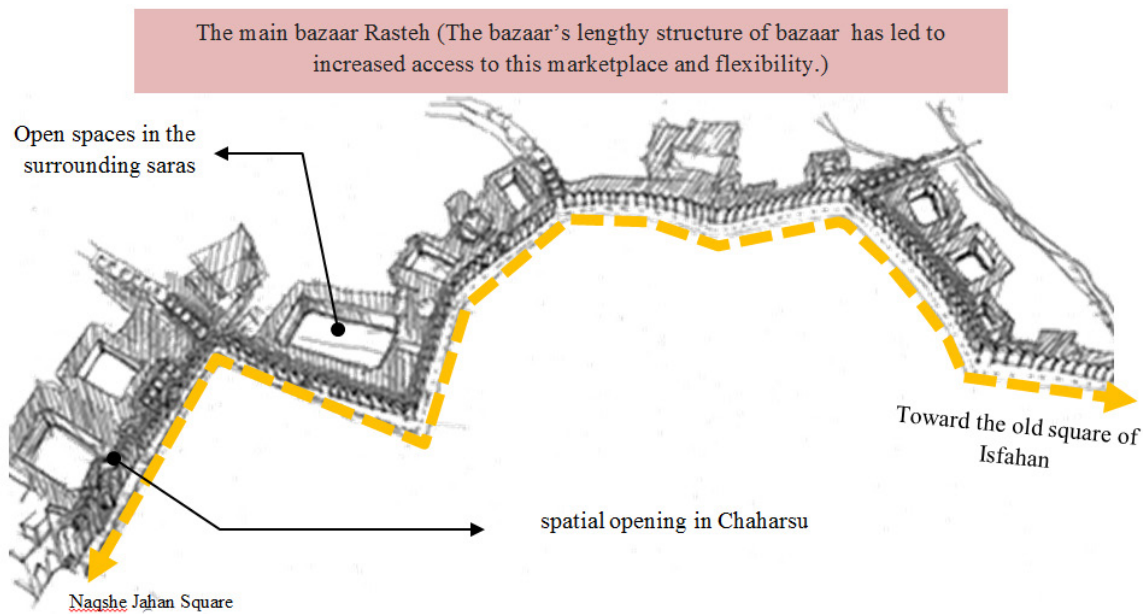 The main bazaar Rasteh (The bazaar’s lengthy structure of bazaar has led to
increased access to this marketplace and flexibility.)
Open spaces in the
surrounding saras
Toward the old square of
Isfahan
spatial opening in Chaharsu
Naqshe Jahan Square